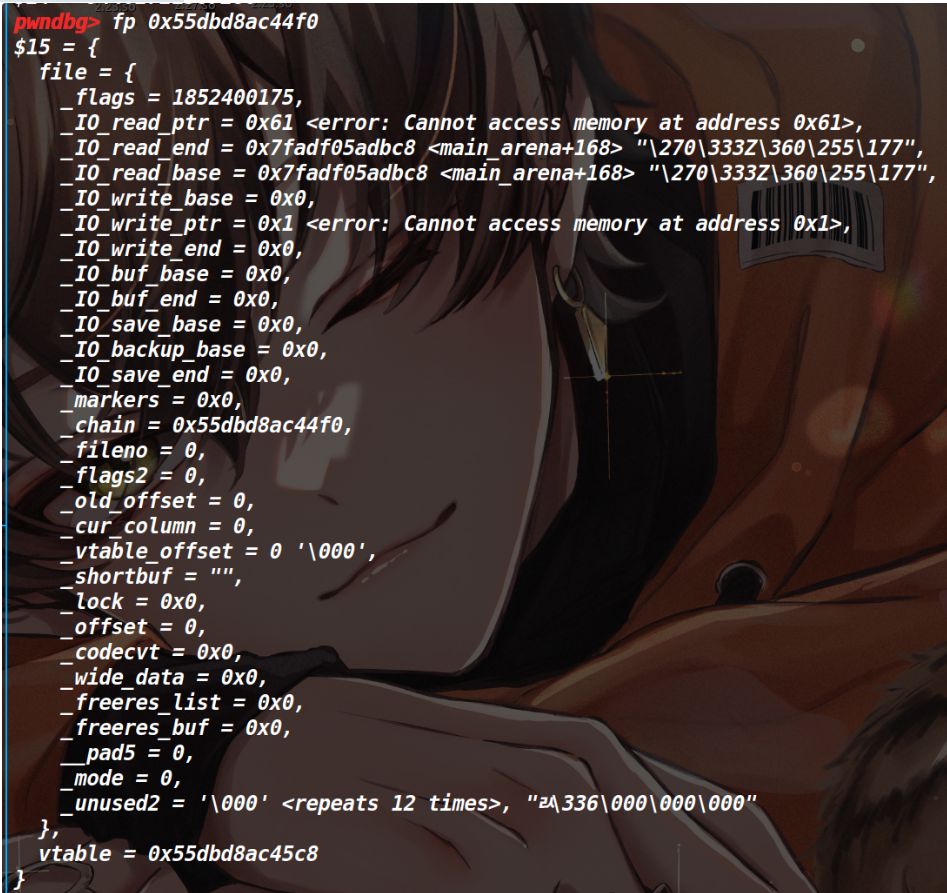 pwndbg> fp 0x55dbd8ac44f0
$15 = {
  file = {
    _flags = 1852400175,
    _IO_read_ptr = 0x61 <error: Cannot access memory at address 0x61>,
    _IO_read_end = 0x7fadf05adbc8 <main_arena+168> "\270\333Z\360\255\177",
    _IO_read_base = 0x7fadf05adbc8 <main_arena+168> "\270\333Z\360\255\177",
    _IO_write_base = 0x0,
    _IO_write_ptr = 0x1 <error: Cannot access memory at address 0x1>,
    _IO_write_end = 0x0,
    _IO_buf_base = 0x0,
    _IO_buf_end = 0x0,
    _IO_save_base = 0x0,
    _IO_backup_base = 0x0,
    _IO_save_end = 0x0,
    _markers = 0x0,
    _chain = 0x55dbd8ac44f0,
    _fileno = 0,
    _flags2 = 0,
    _old_offset = 0,
    _cur_column = 0,
    _vtable_offset = 0 '\000',
    _shortbuf = "",
    _lock = 0x0,
    _offset = 0,
    _codecvt = 0x0,
    _wide_data = 0x0,
    _freeres_list = 0x0,
    _freeres_buf = 0x0,
    __pad5 = 0,
    _mode = 0,
    _unused2 = '\000' <repeats 12 times>, "\336\000\000\000"
  },
  vtable = 0x55dbd8ac45c8
}